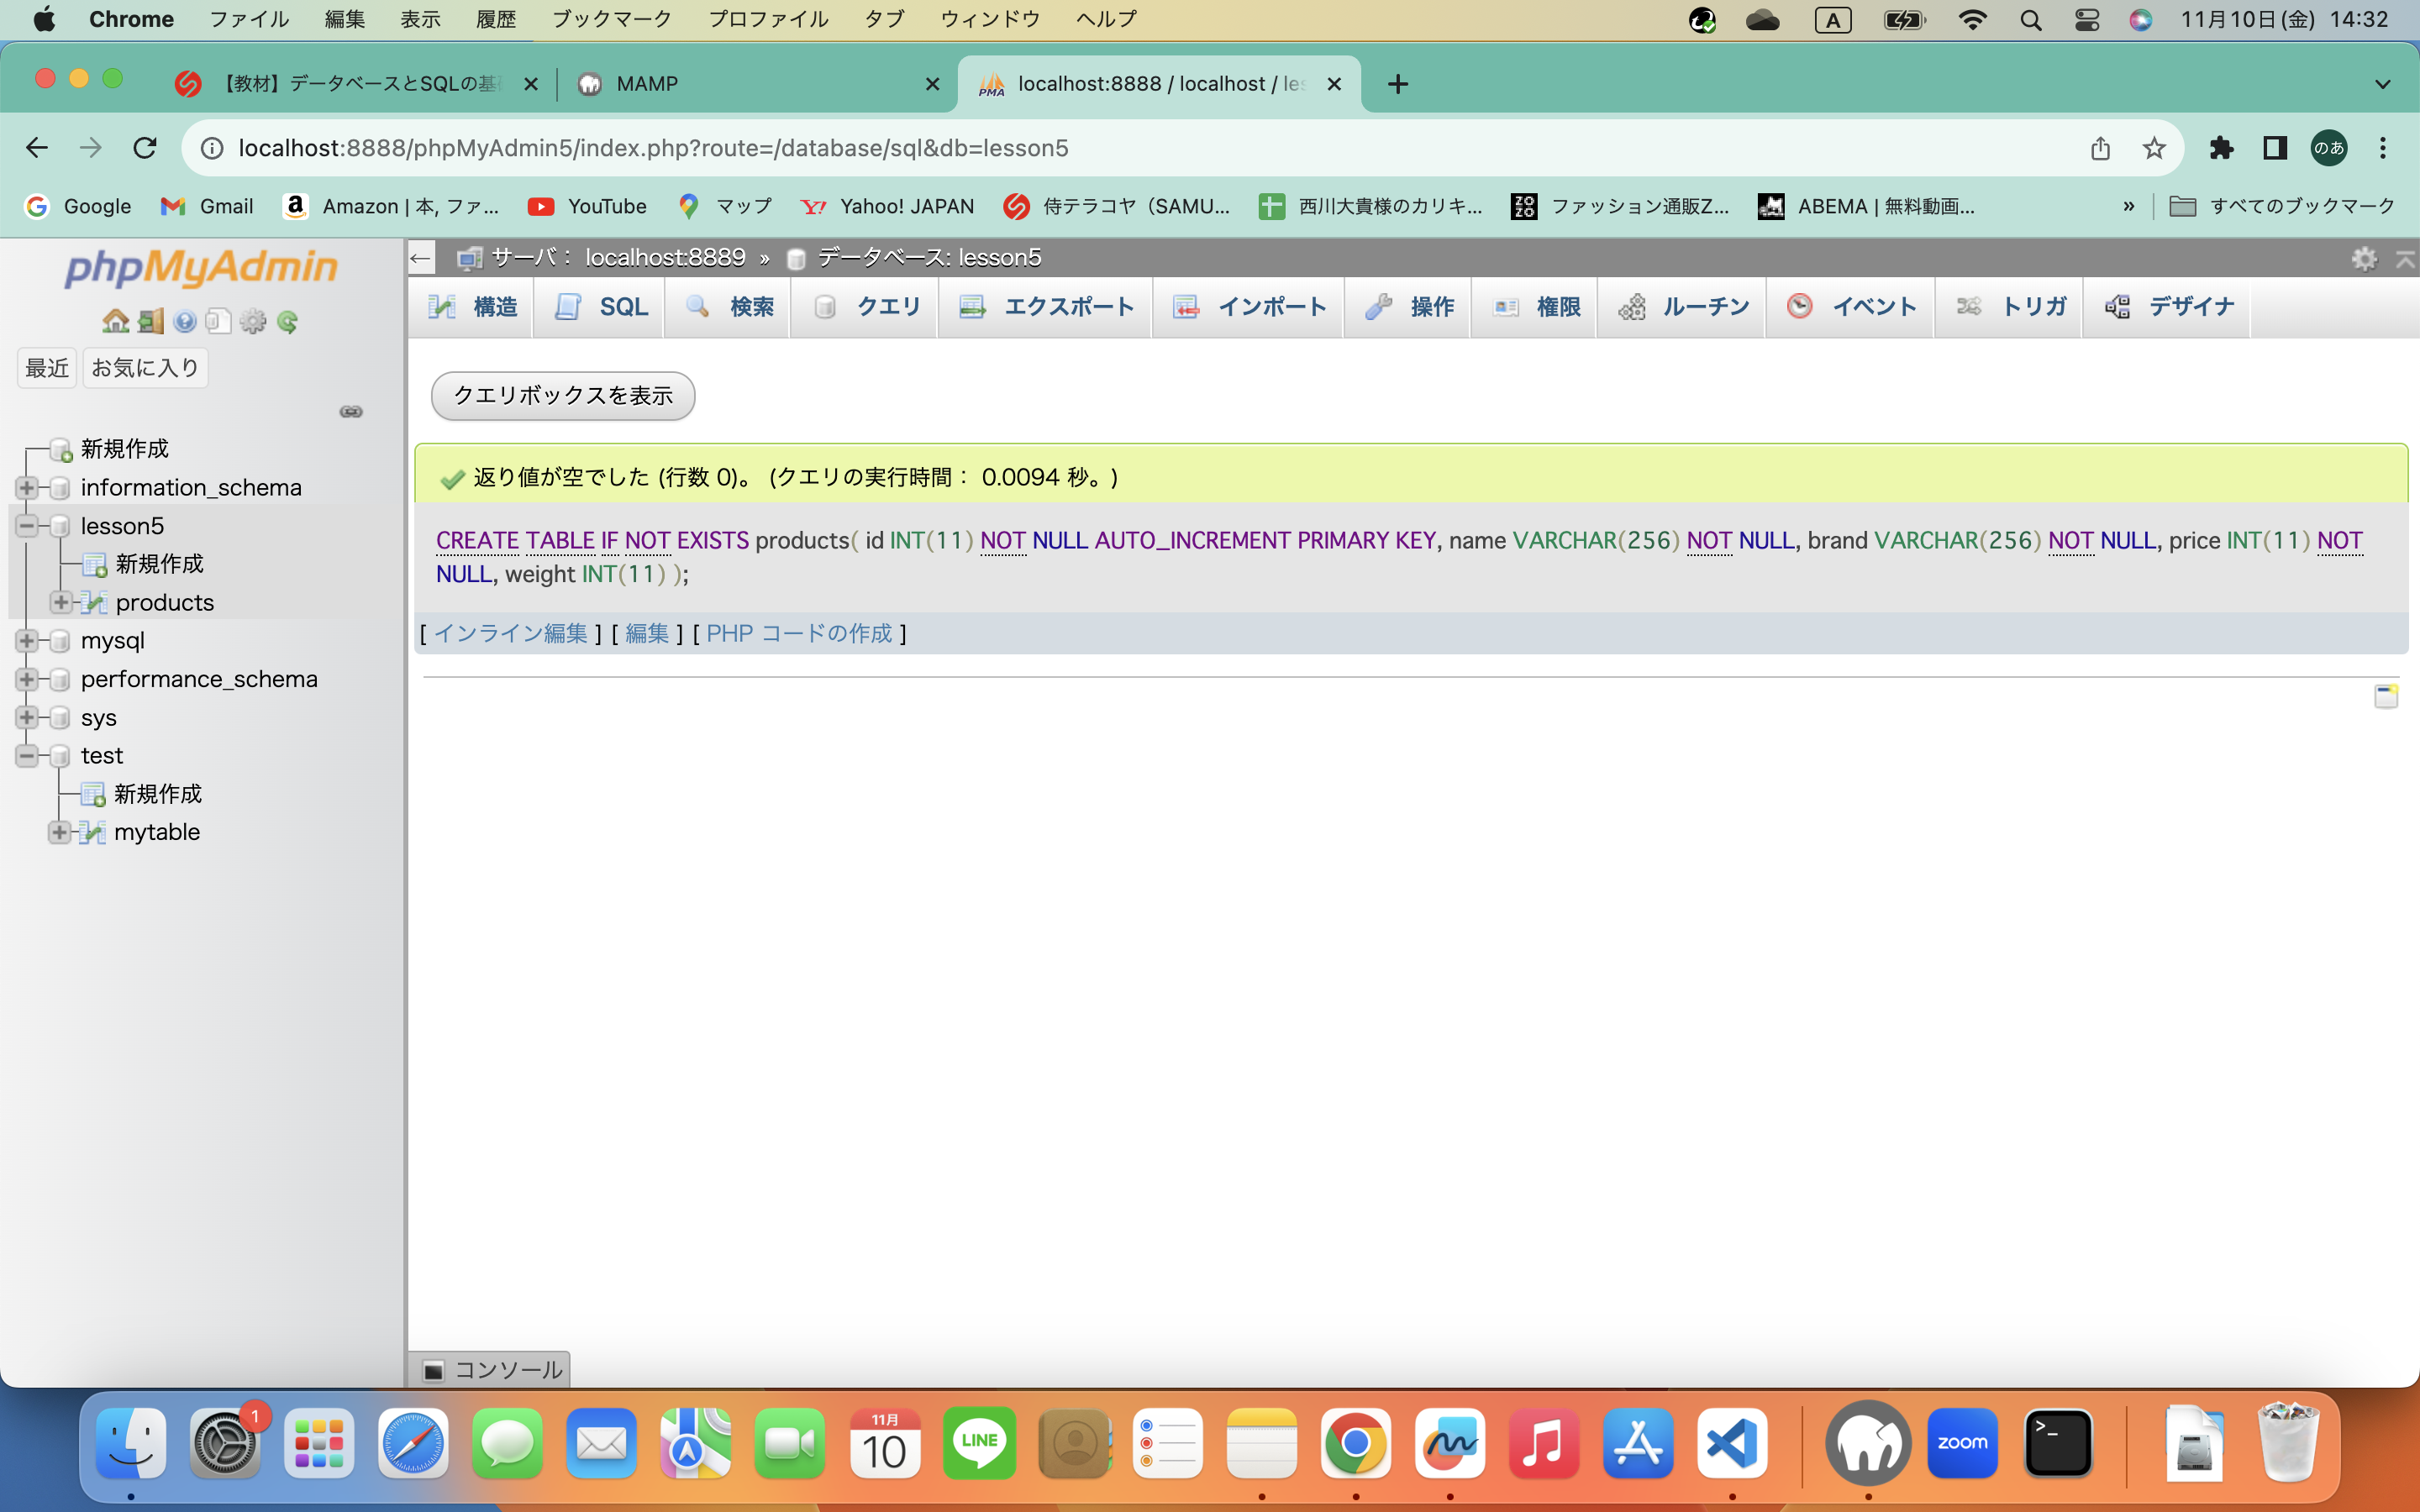 Chrome ファイル 編集 表示 履歴 ブックマーク プロファイル タブ ウィンドウ ヘルプ A 11月10日(金) 14:32
【教材】データベースとSQLの基礎 MAMP PMA localhost:8888 / localhost / les
localhost:8888/phpMyAdmin5/index.php?route=/database/sql&db=lesson5 のあ
Google Gmail Amazon | 本, ファ... YouTube マップ Yahoo! JAPAN 侍テラコヤ（SAMU... 西川大貴様のカリキ... ZOZO ファッション通販Z... ABEMA | 無料動画... » すべてのブックマーク
phpMyAdmin
最近 お気に入り
新規作成
information_schema
lesson5
新規作成
products
mysql
performance_schema
sys
test
新規作成
mytable
サーバ： localhost:8889 » データベース: lesson5
構造 SQL 検索 クエリ エクスポート インポート 操作 権限 ルーチン イベント トリガ デザイナ
クエリボックスを表示
返り値が空でした (行数 0)。 (クエリの実行時間： 0.0094 秒。)
CREATE TABLE IF NOT EXISTS products( id INT(11) NOT NULL AUTO_INCREMENT PRIMARY KEY, name VARCHAR(256) NOT NULL, brand VARCHAR(256) NOT NULL, price INT(11) NOT
NULL, weight INT(11) );
[ インライン編集 ] [ 編集 ] [ PHP コードの作成 ]
コンソール
1 11月 10 LINE zoom >_